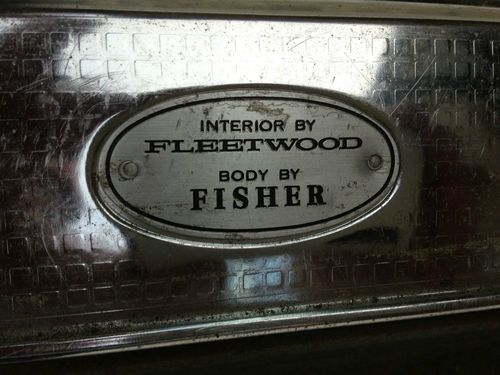 INTERIOR BY
FLEETWOOD
BODY BY
FISHER